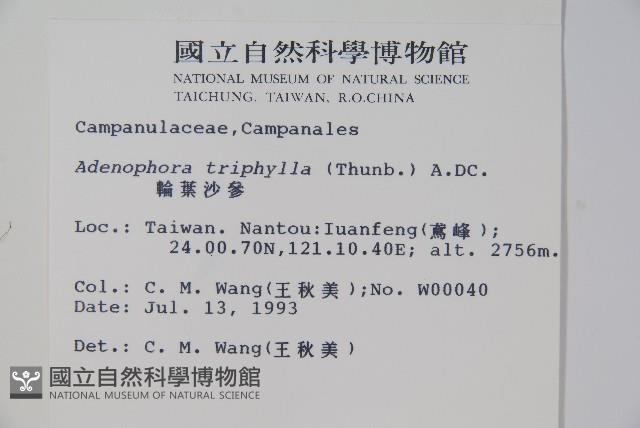 國立自然科學博物館
NATIONAL MUSEUM OF NATURAL SCIENCE
TAICHUNG, TAIWAN, R.O.CHINA
Campanulaceae,Campanales
Adenophora triphylla (Thunb.) A.DC.
輪葉沙參
Loc.: Taiwan. Nantou:Iuanfeng(鳶峰);
24.00.70N,121.10.40E; alt. 2756m.
Col.: C. M. Wang(王秋美);No. W00040
Date: Jul. 13, 1993
Det.: C. M. Wang(王秋美)
國立自然科學博物館
NATIONAL MUSEUM OF NATURAL SCIENCE